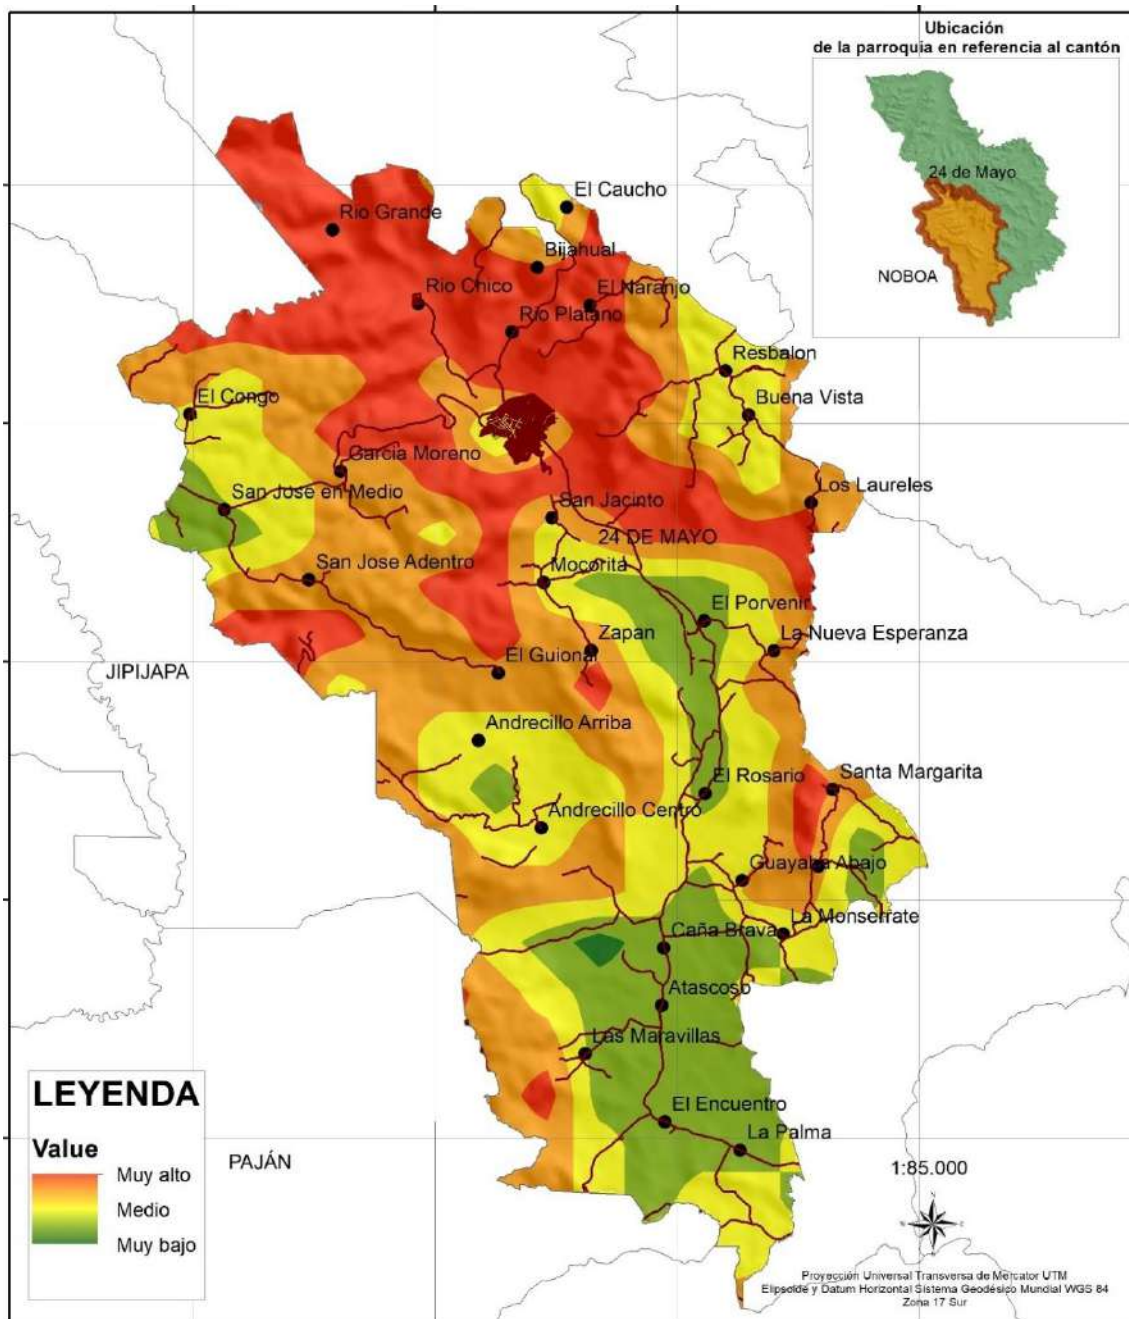 Ubicación
de la parroquia en referencia al cantón
24 de Mayo
NOBOA
El Caucho
Rio Grande
Bijahual
Rio Chico
El Naranjo
Rio Platano
Resbalon
El Congo
Buena Vista
Garcia Moreno
San Jose en Medio
San Jacinto
Los Laureles
24 DE MAYO
San Jose Adentro
Mocorita
El Porvenir
Zapan
La Nueva Esperanza
El Guional
JIPIJAPA
Andrecillo Arriba
El Rosario
Santa Margarita
Andrecillo Centro
Guayaba Abajo
La Monserrate
Caña Brava
Atascoso
Las Maravillas
El Encuentro
La Palma
PAJÁN
LEYENDA
Value
Muy alto
Medio
Muy bajo
1:85.000
Proyección Universal Transversa de Mercator UTM
Elipsoide y Datum Horizontal Sistema Geodésico Mundial WGS 84
Zona 17 Sur